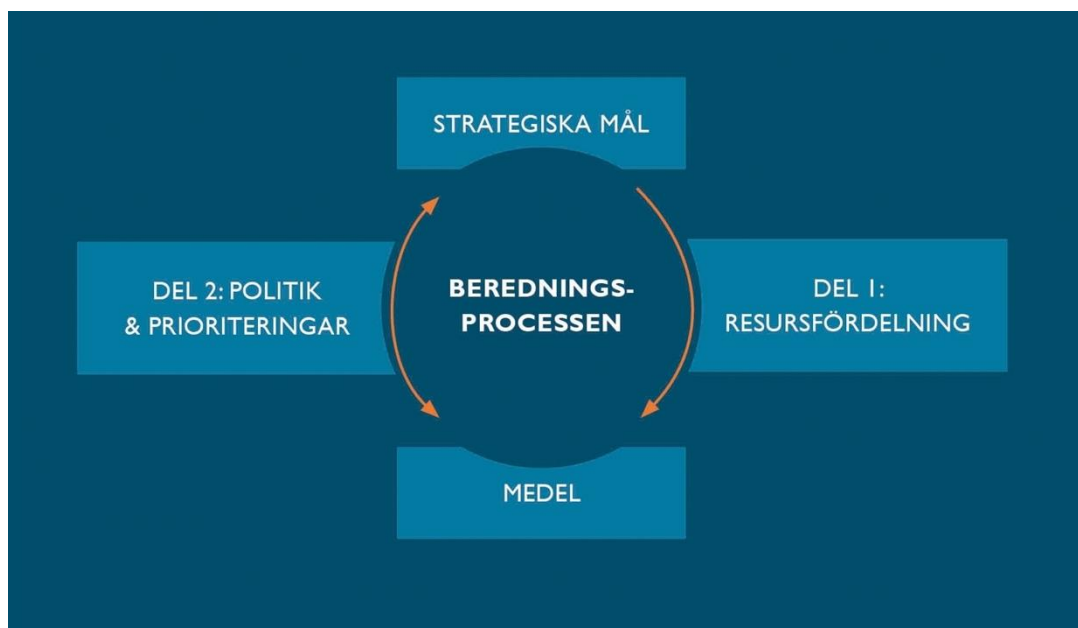 STRATEGISKA MÅL
DEL 2: POLITIK
& PRIORITERINGAR
BEREDNINGS-
PROCESSEN
DEL 1:
RESURSFÖRDELNING
MEDEL